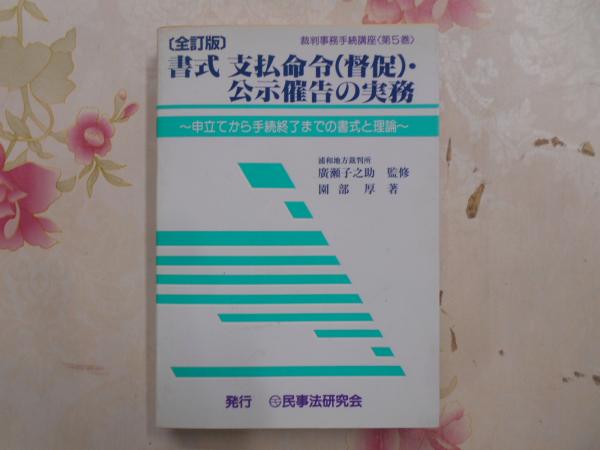 〔全訂版〕 裁判事務手続講座〈第5巻〉
書式 支払命令(督促)・
公示催告の実務
～申立てから手続終了までの書式と理論～
浦和地方裁判所
廣瀬子之助 監修
園部 厚 著
発行 民事法研究会